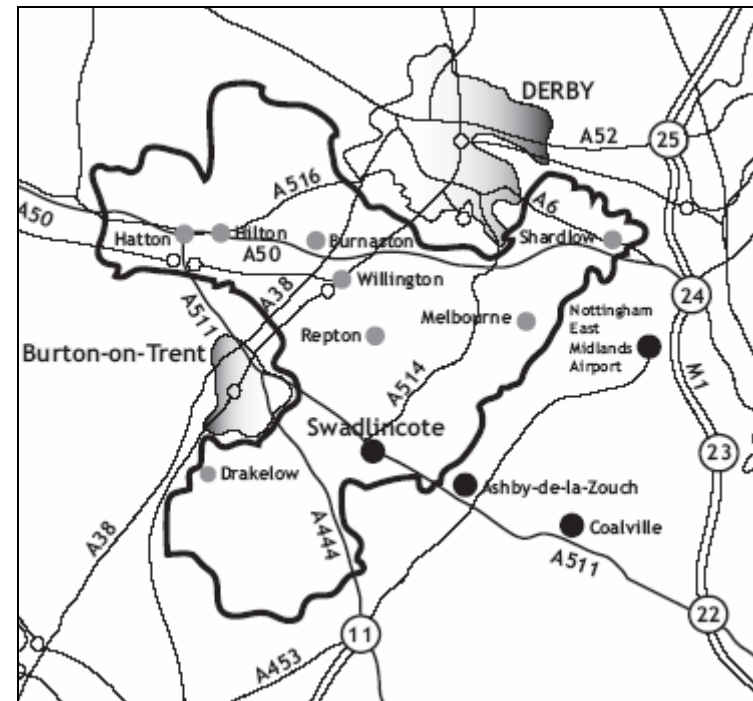 DERBY
A52
25
A516
A6
A50
Hatton
Hilton
Burnaston
Shardlow
A50
A38
Willington
24
A511
Nottingham
East
Midlands
Airport
Melbourne
Repton
Burton-on-Trent
M1
A514
Swadlincote
23
Drakelow
Ashby-de-la-Zouch
A444
Coalville
A38
A511
22
11
A453